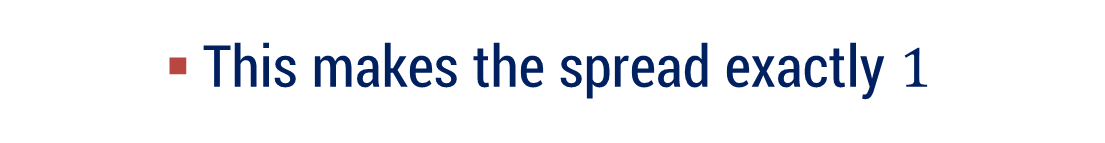 ▪ This makes the spread exactly 1